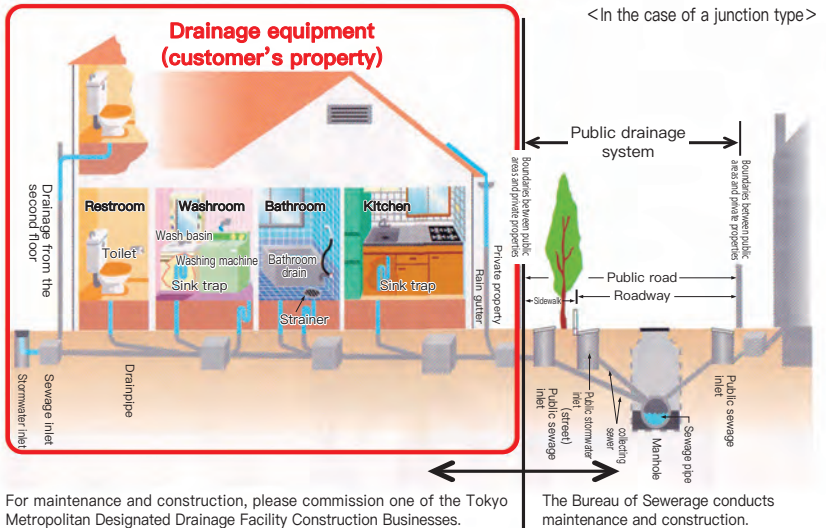 <In the case of a junction type>
Drainage equipment
(customer's property)
Public drainage
system
Boundaries between public
areas and private properties
Boundaries between public
areas and private properties
Drainage from the
second floor
Restroom
Washroom
Bathroom
Kitchen
Toilet
Wash basin
Washing machine
Sink trap
Bathroom
drain
Strainer
Sink trap
Private property
Rain gutter
Public road
Sidewalk
Roadway
Stormwater inlet
Sewage inlet
Drainpipe
Public sewage
inlet
Public stormwater
inlet
(street)
collecting
sewer
Manhole
Sewage pipe
Public sewage
inlet
For maintenance and construction, please commission one of the Tokyo
Metropolitan Designated Drainage Facility Construction Businesses.
The Bureau of Sewerage conducts
maintenance and construction.